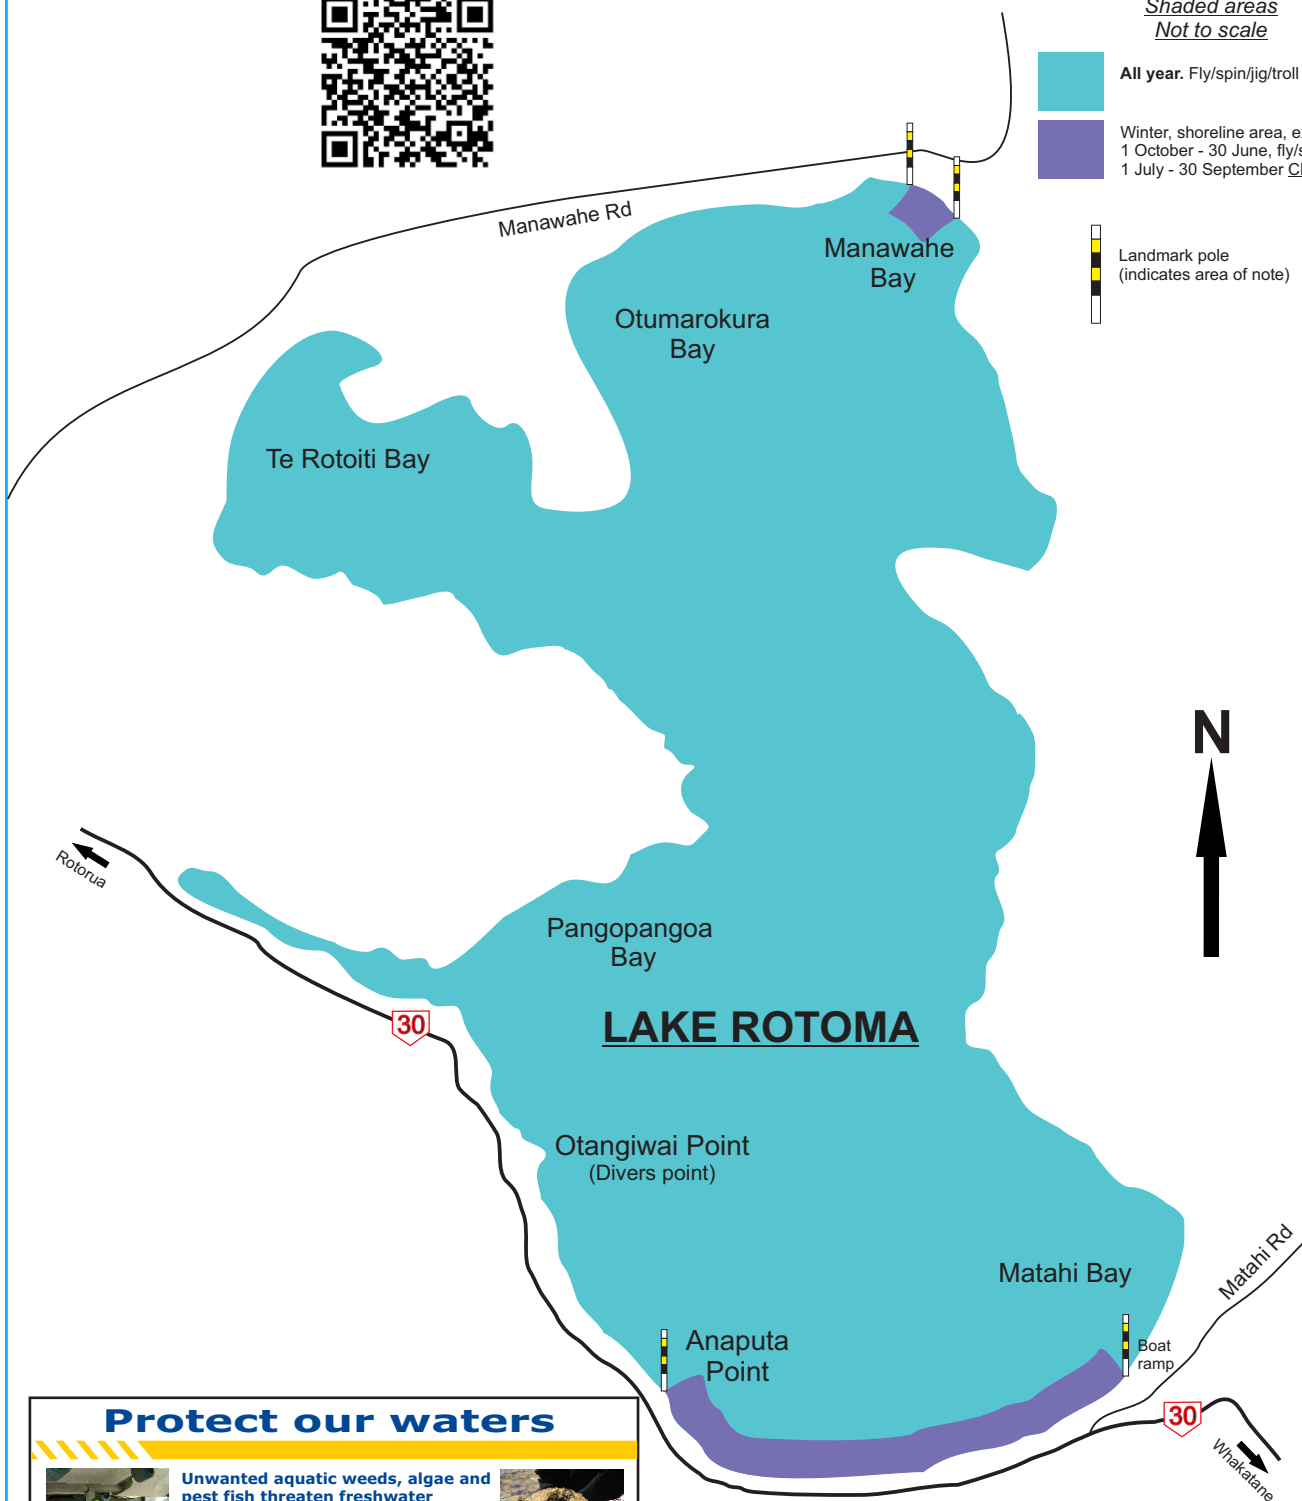 Shaded areas
Not to scale
All year. Fly/spin/jig/troll
Winter, shoreline area,
1 October - 30 June,
1 July - 30 September
Landmark pole
(indicates area of note)
Manawahe Rd
Manawahe
Bay
Otumarokura
Bay
Te Rotoiti Bay
N
Rotorua
Pangopangoa
Bay
LAKE ROTOMA
30
Otangiwai Point
(Divers point)
Matahi Bay
Matahi Rd
Anaputa
Point
Boat
ramp
30
Whakatane
Protect our waters
Unwanted aquatic weeds, algae and
pest fish threaten freshwater